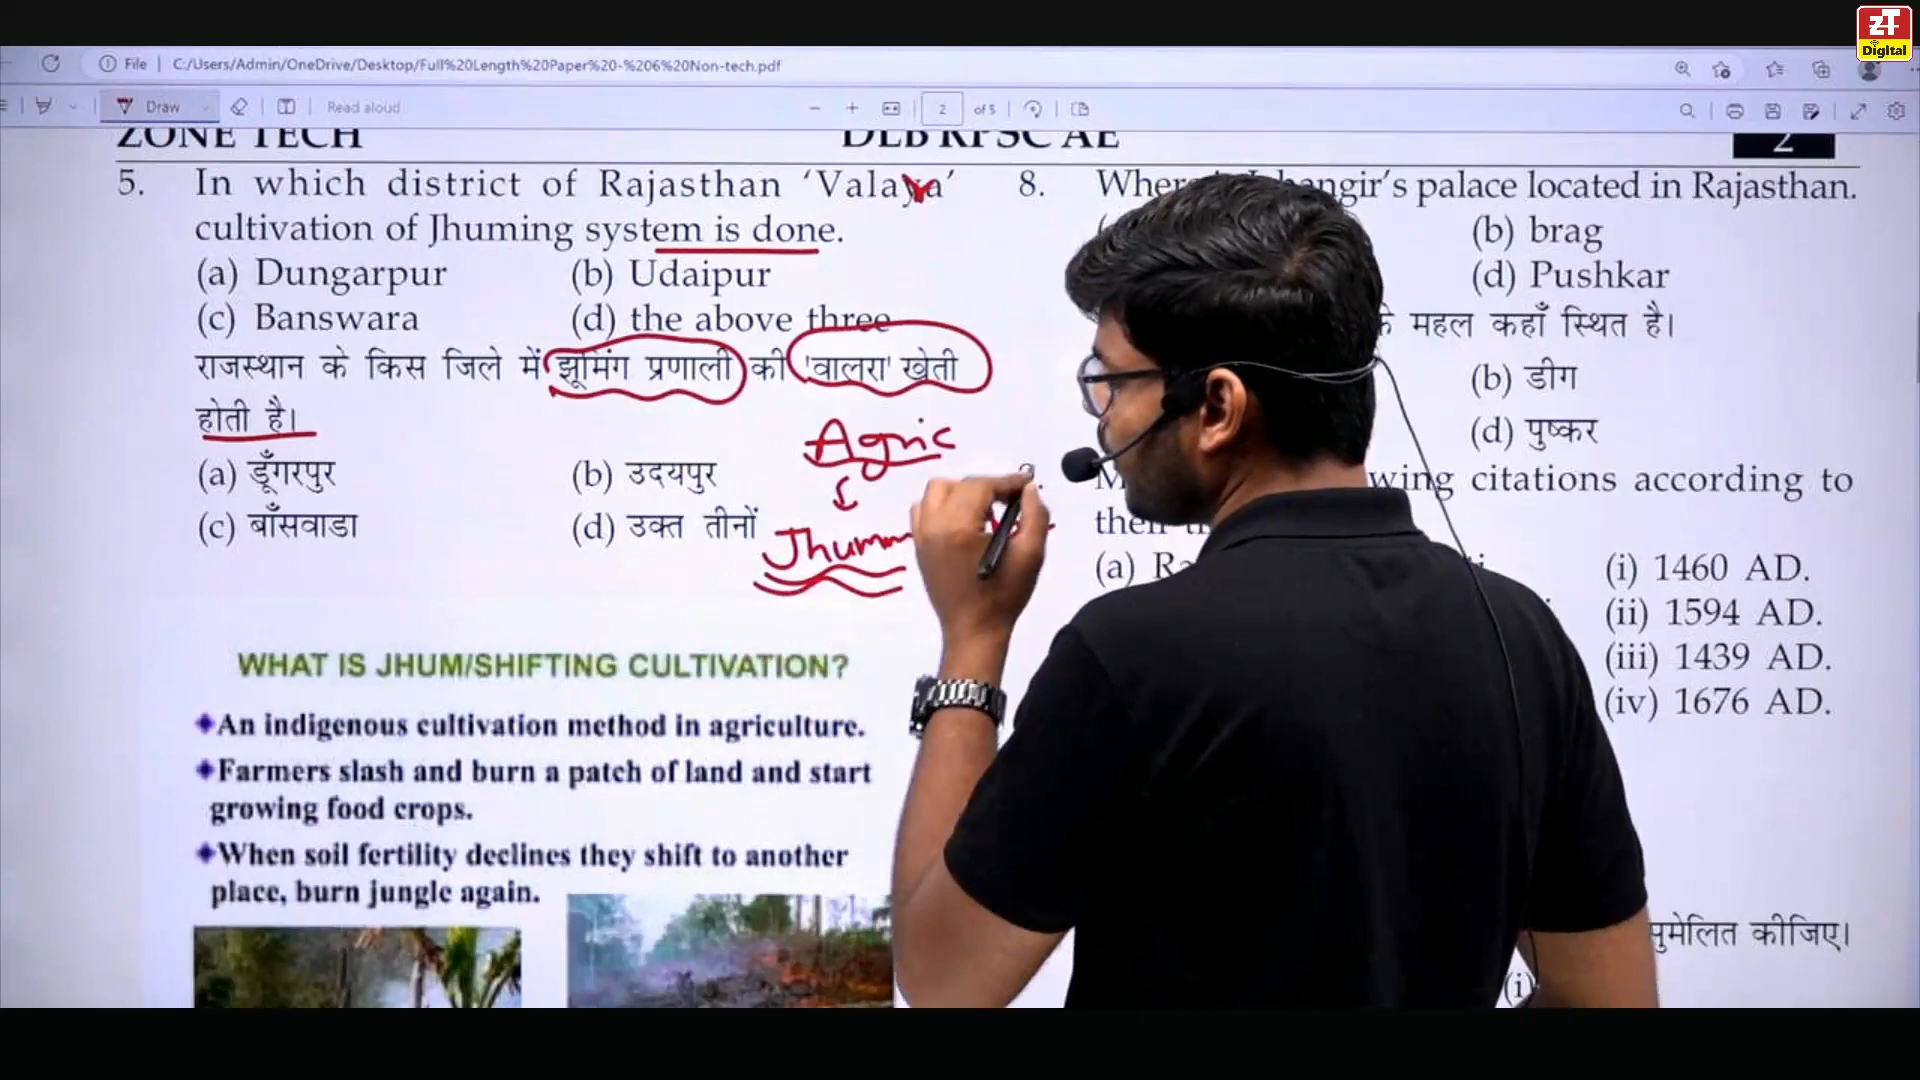 ZT
Digital
File
C:/Users/Admin/OneDrive/Desktop/Full%20Length%20Paper%20-%206%20Non-tech.pdf
Draw
Read aloud
2 of 5
ZONE TECH DLB RPSC AE 2
5. In which district of Rajasthan ‘Valaya’
cultivation of Jhuming system is done.
(a) Dungarpur (b) Udaipur
(c) Banswara (d) the above three
राजस्थान के किस जिले में झूमिंग प्रणाली की 'वालरा' खेती
होती है।
(a) डूँगरपुर (b) उदयपुर
(c) बाँसवाडा (d) उक्त तीनों
Agric
Jhumm
WHAT IS JHUM/SHIFTING CULTIVATION?
An indigenous cultivation method in agriculture.
Farmers slash and burn a patch of land and start
growing food crops.
When soil fertility declines they shift to another
place, burn jungle again.
8. palace located in Rajasthan.
(b) brag
(d) Pushkar
महल कहाँ स्थित है।
(b) डीग
(d) पुष्कर
citations according to
(a)
(i) 1460 AD.
(ii) 1594 AD.
(iii) 1439 AD.
(iv) 1676 AD.
सुमेलित कीजिए।
(i)